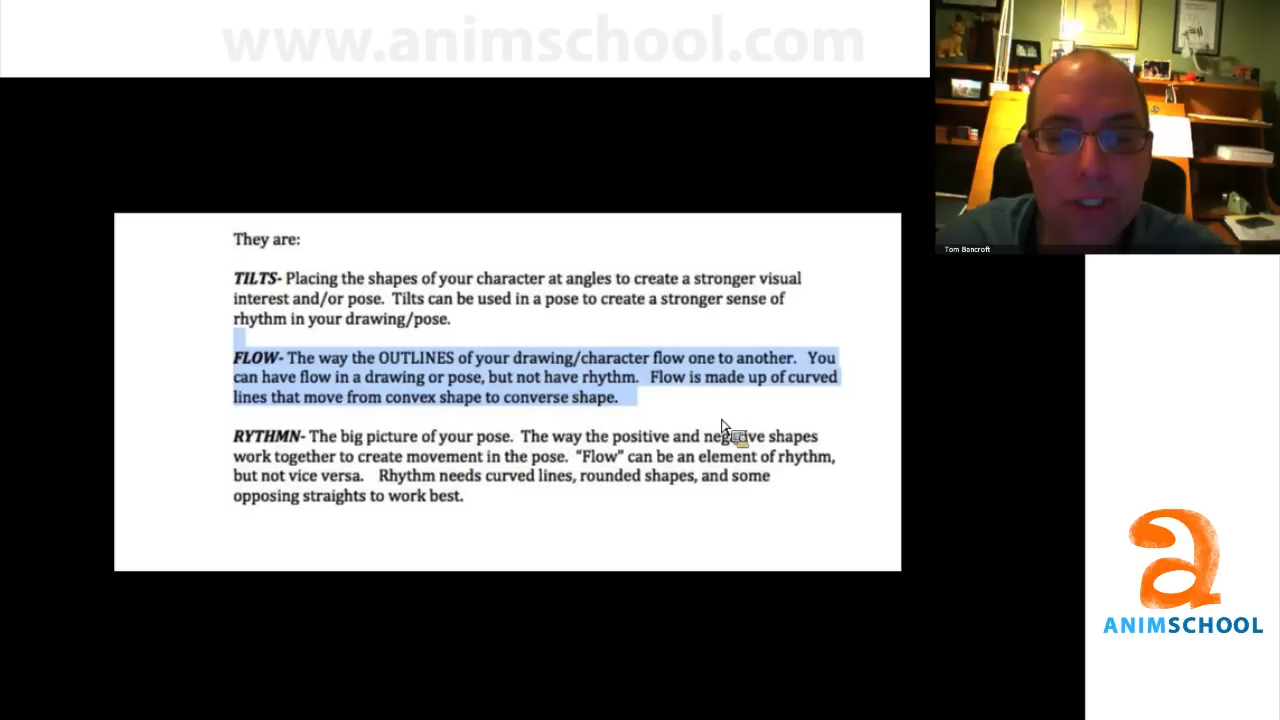 www.animschool.com
Tom Bancroft
They are:
TILTS- Placing the shapes of your character at angles to create a stronger visual
interest and/or pose. Tilts can be used in a pose to create a stronger sense of
rhythm in your drawing/pose.
FLOW- The way the OUTLINES of your drawing/character flow one to another. You
can have flow in a drawing or pose, but not have rhythm. Flow is made up of curved
lines that move from convex shape to converse shape.
RYTHMN- The big picture of your pose. The way the positive and negative shapes
work together to create movement in the pose. “Flow” can be an element of rhythm,
but not vice versa. Rhythm needs curved lines, rounded shapes, and some
opposing straights to work best.
ANIMSCHOOL